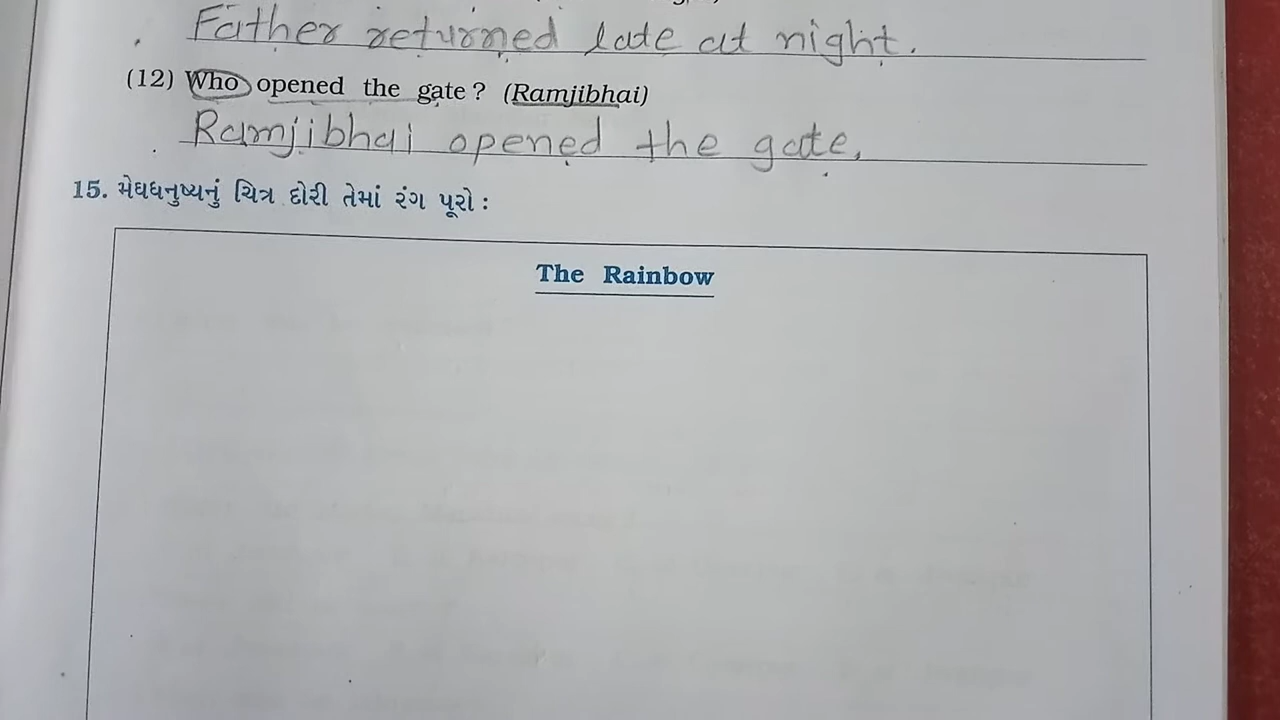 Father returned late at night.
(12) Who opened the gate? (Ramjibhai)
Ramjibhai opened the gate.
15. મેઘધનુષ્યનું ચિત્ર દોરી તેમાં રંગ પૂરો :
The Rainbow